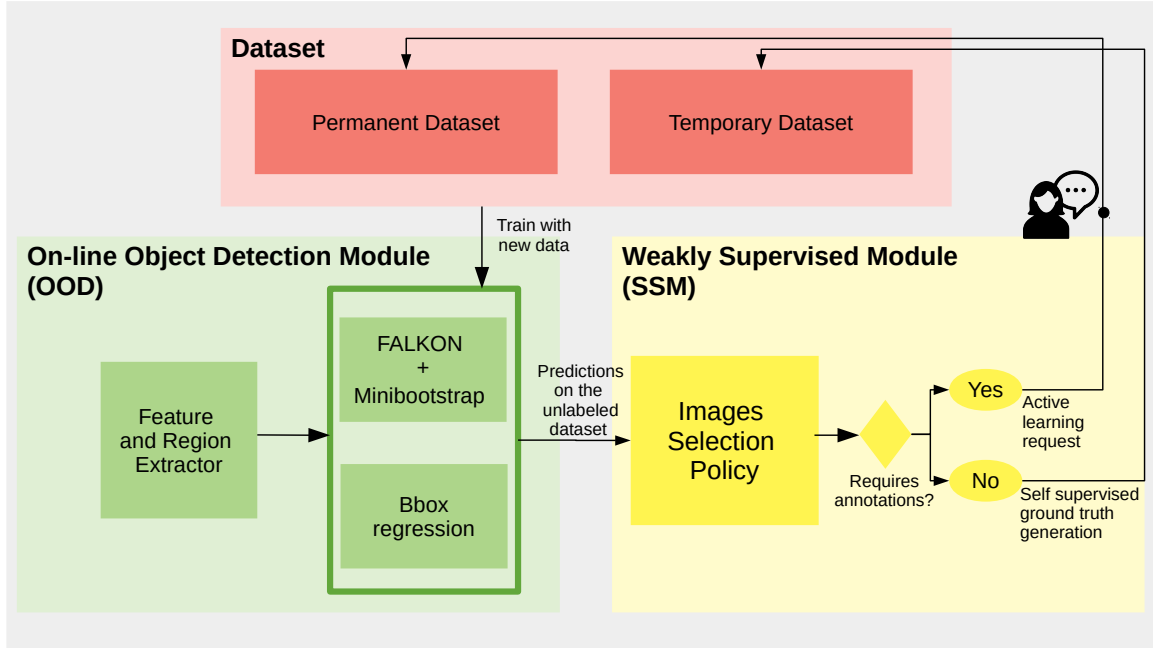 Dataset
Permanent Dataset
Temporary Dataset
Train with
new data
On-line Object Detection Module
(OOD)
Feature
and Region
Extractor
FALKON
+
Minibootstrap
Bbox
regression
Predictions
on the
unlabeled
dataset
Weakly Supervised Module
(SSM)
Images
Selection
Policy
Requires
annotations?
Yes
Active
learning
request
No
Self supervised
ground truth
generation